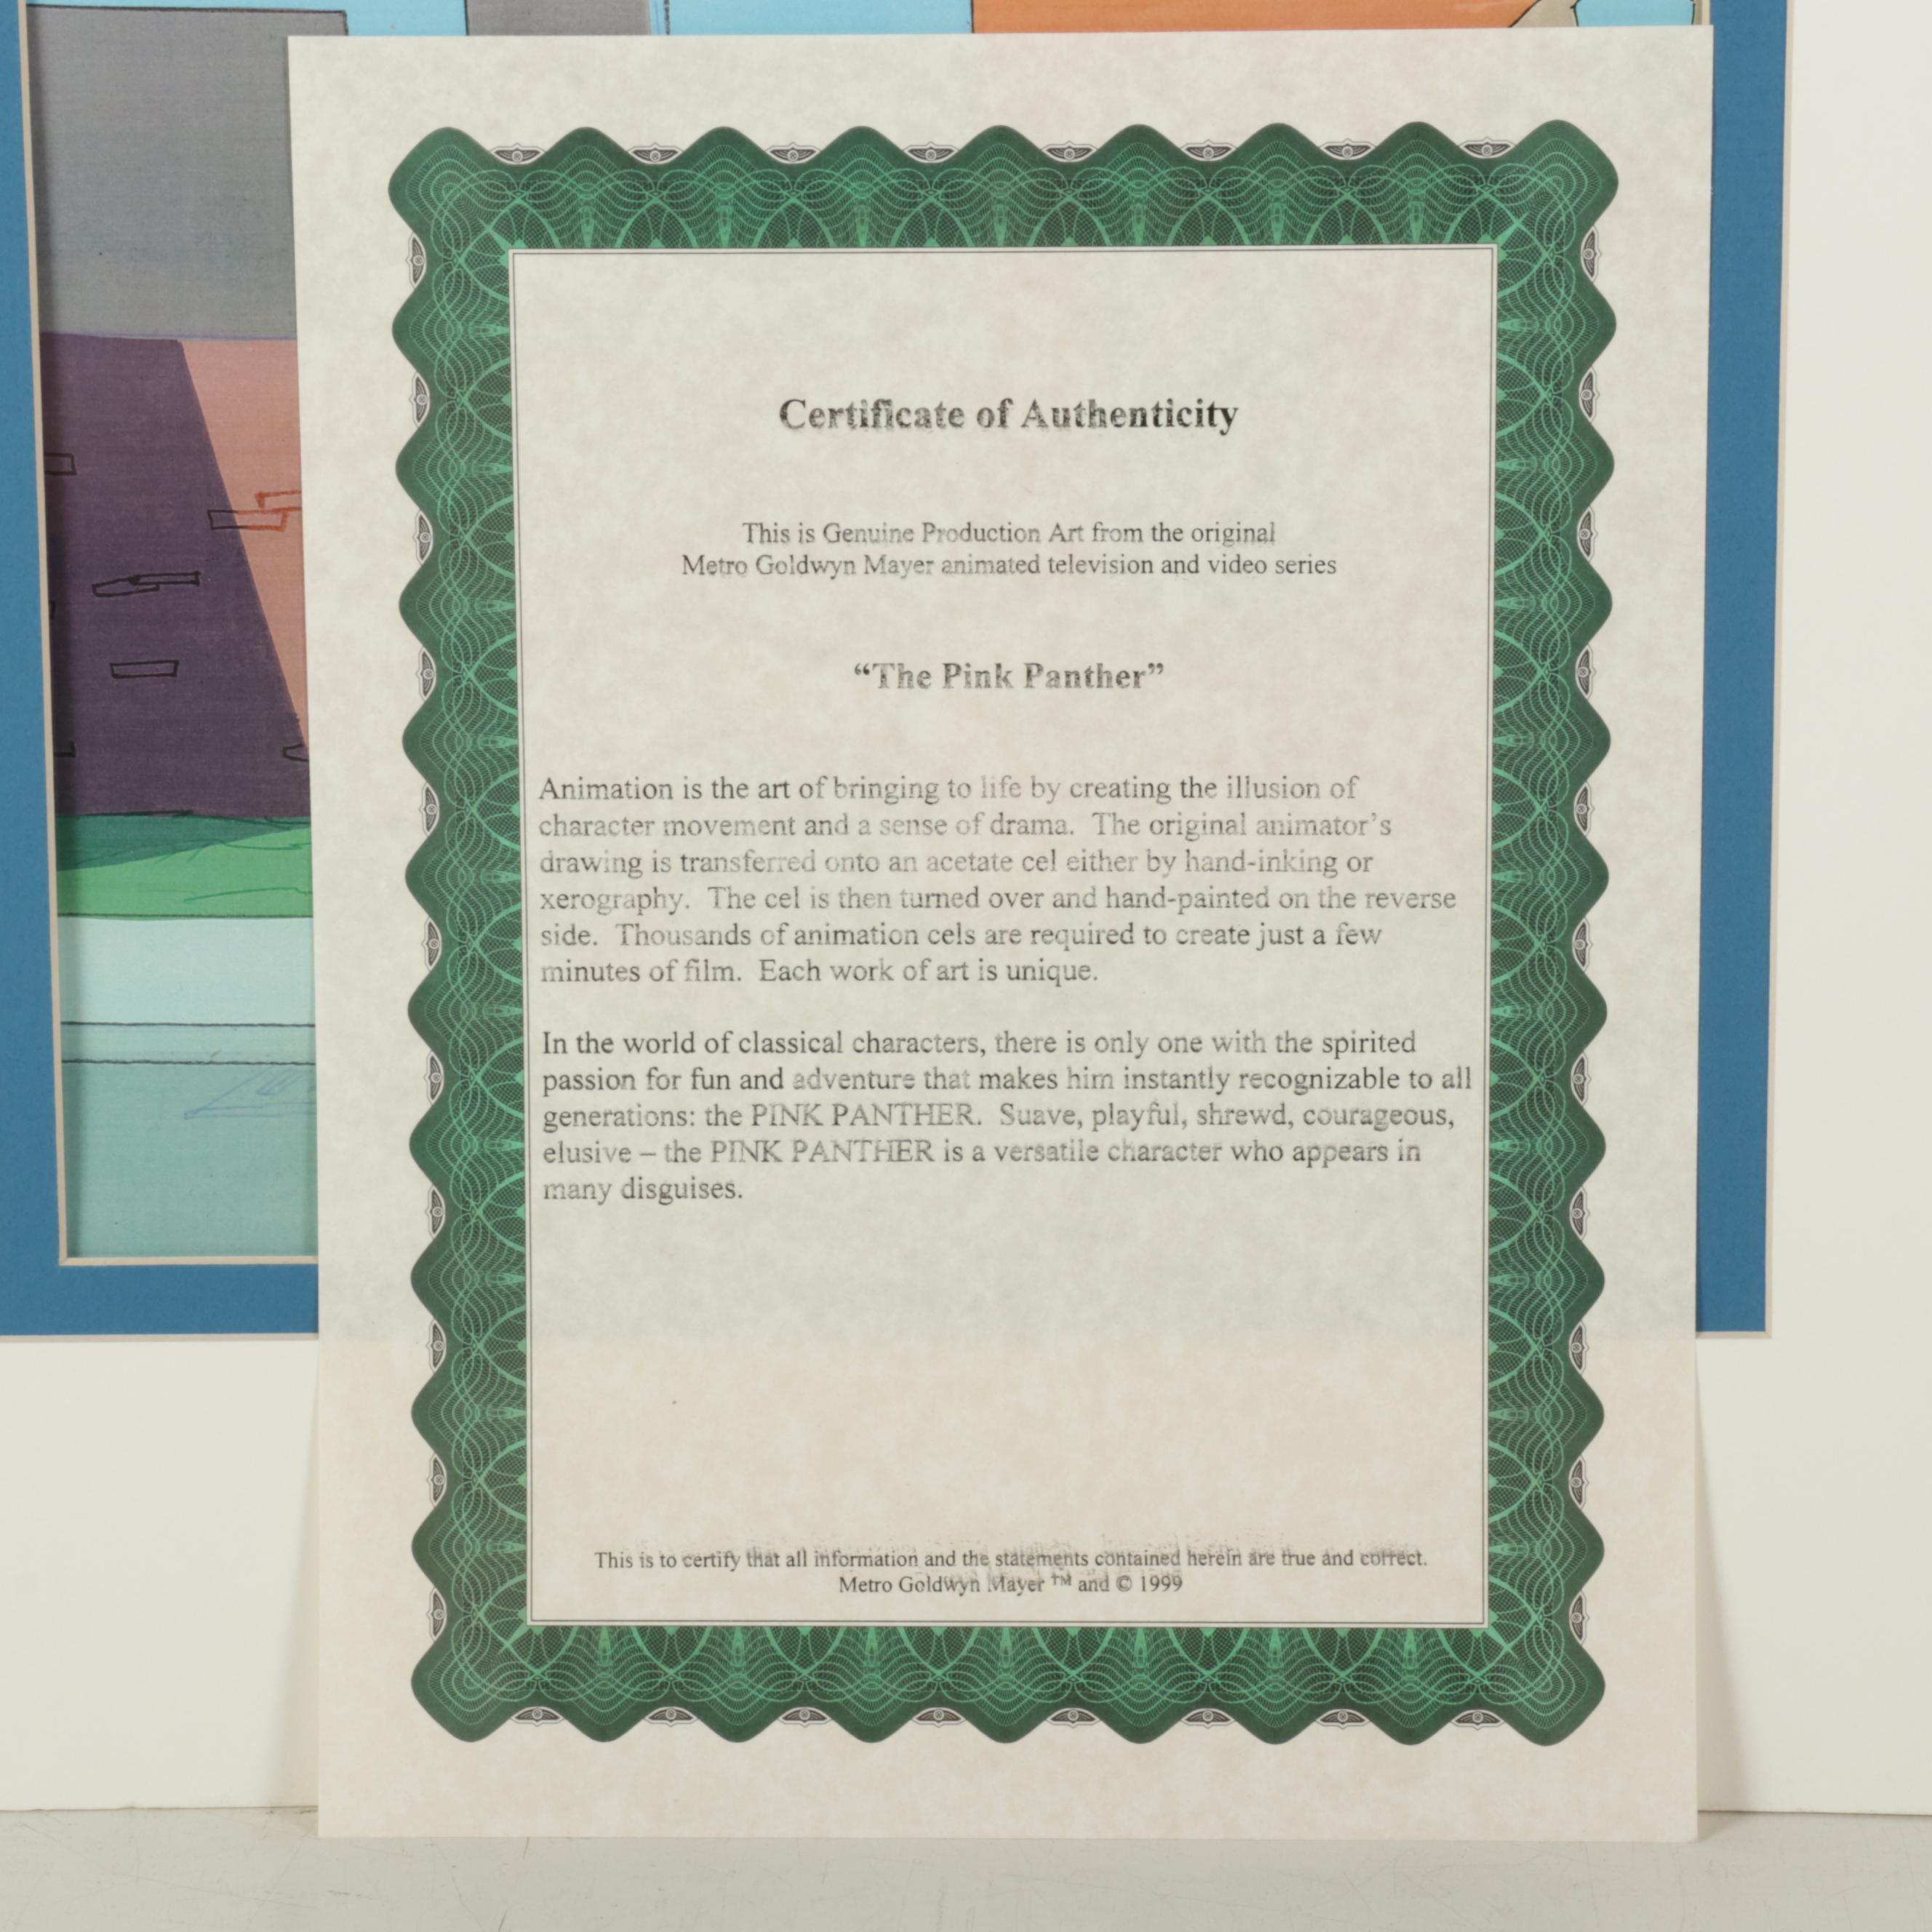 Certificate of Authenticity
This is Genuine Production Art from the original
Metro Goldwyn Mayer animated television and video series
“The Pink Panther”
Animation is the art of bringing to life by creating the illusion of
character movement and a sense of drama. The original animator's
drawing is transferred onto an acetate cel either by hand-inking or
xerography. The cel is then turned over and hand-painted on the reverse
side. Thousands of animation cels are required to create just a few
minutes of film. Each work of art is unique.
In the world of classical characters, there is only one with the spirited
passion for fun and adventure that makes him instantly recognizable to all
generations: the PINK PANTHER. Suave, playful, shrewd, courageous,
elusive – the PINK PANTHER is a versatile character who appears in
many disguises.
This is to certify that all information and the statements contained herein are true and correct.
Metro Goldwyn Mayer ™ and © 1999